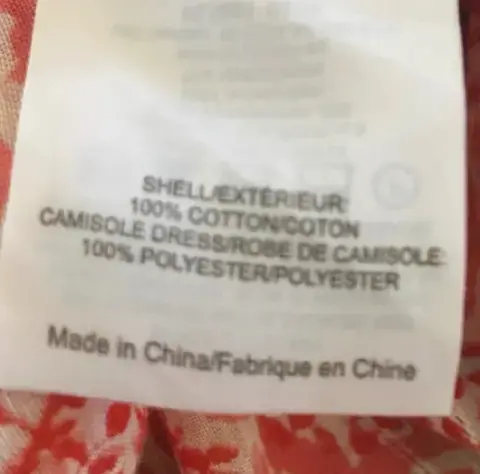 SHELL/EXTÉRIEUR:
100% COTTON/COTON
CAMISOLE DRESS/ROBE DE CAMISOLE:
100% POLYESTER/POLYESTER
Made in China/Fabrique en Chine